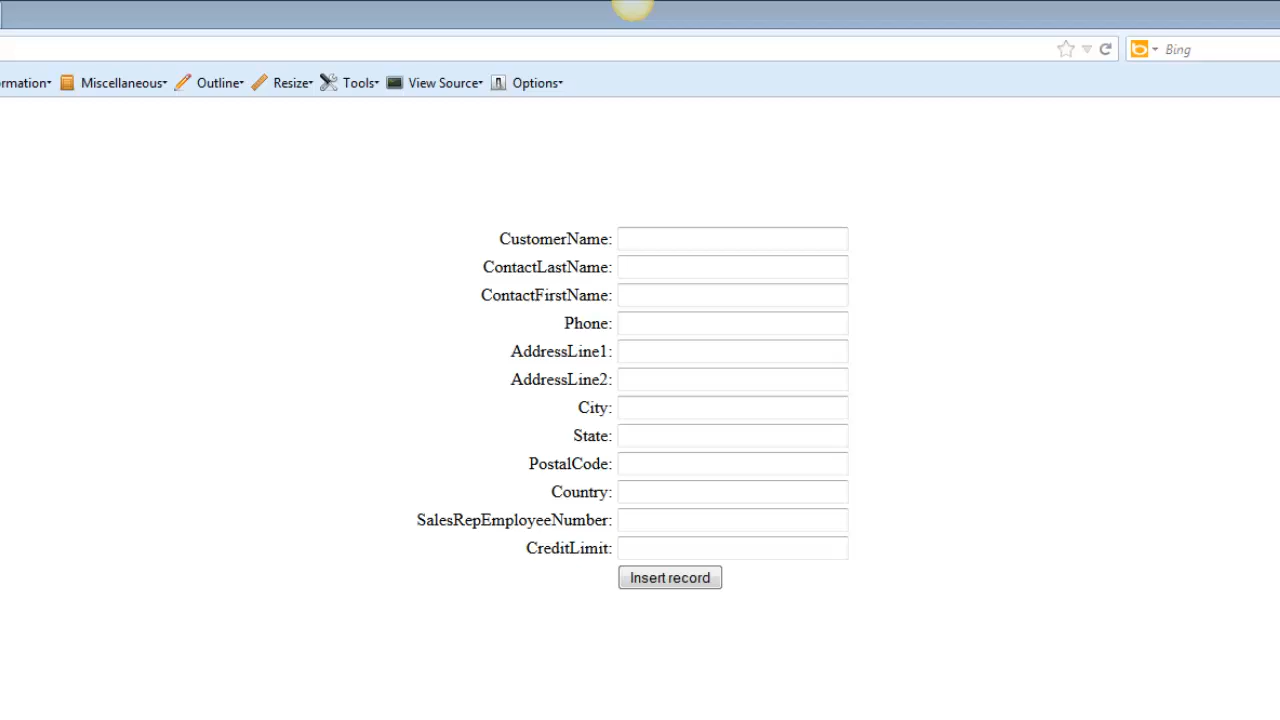 Bing
rmation Miscellaneous Outline Resize Tools View Source Options
CustomerName:
ContactLastName:
ContactFirstName:
Phone:
AddressLine1:
AddressLine2:
City:
State:
PostalCode:
Country:
SalesRepEmployeeNumber:
CreditLimit:
Insert record